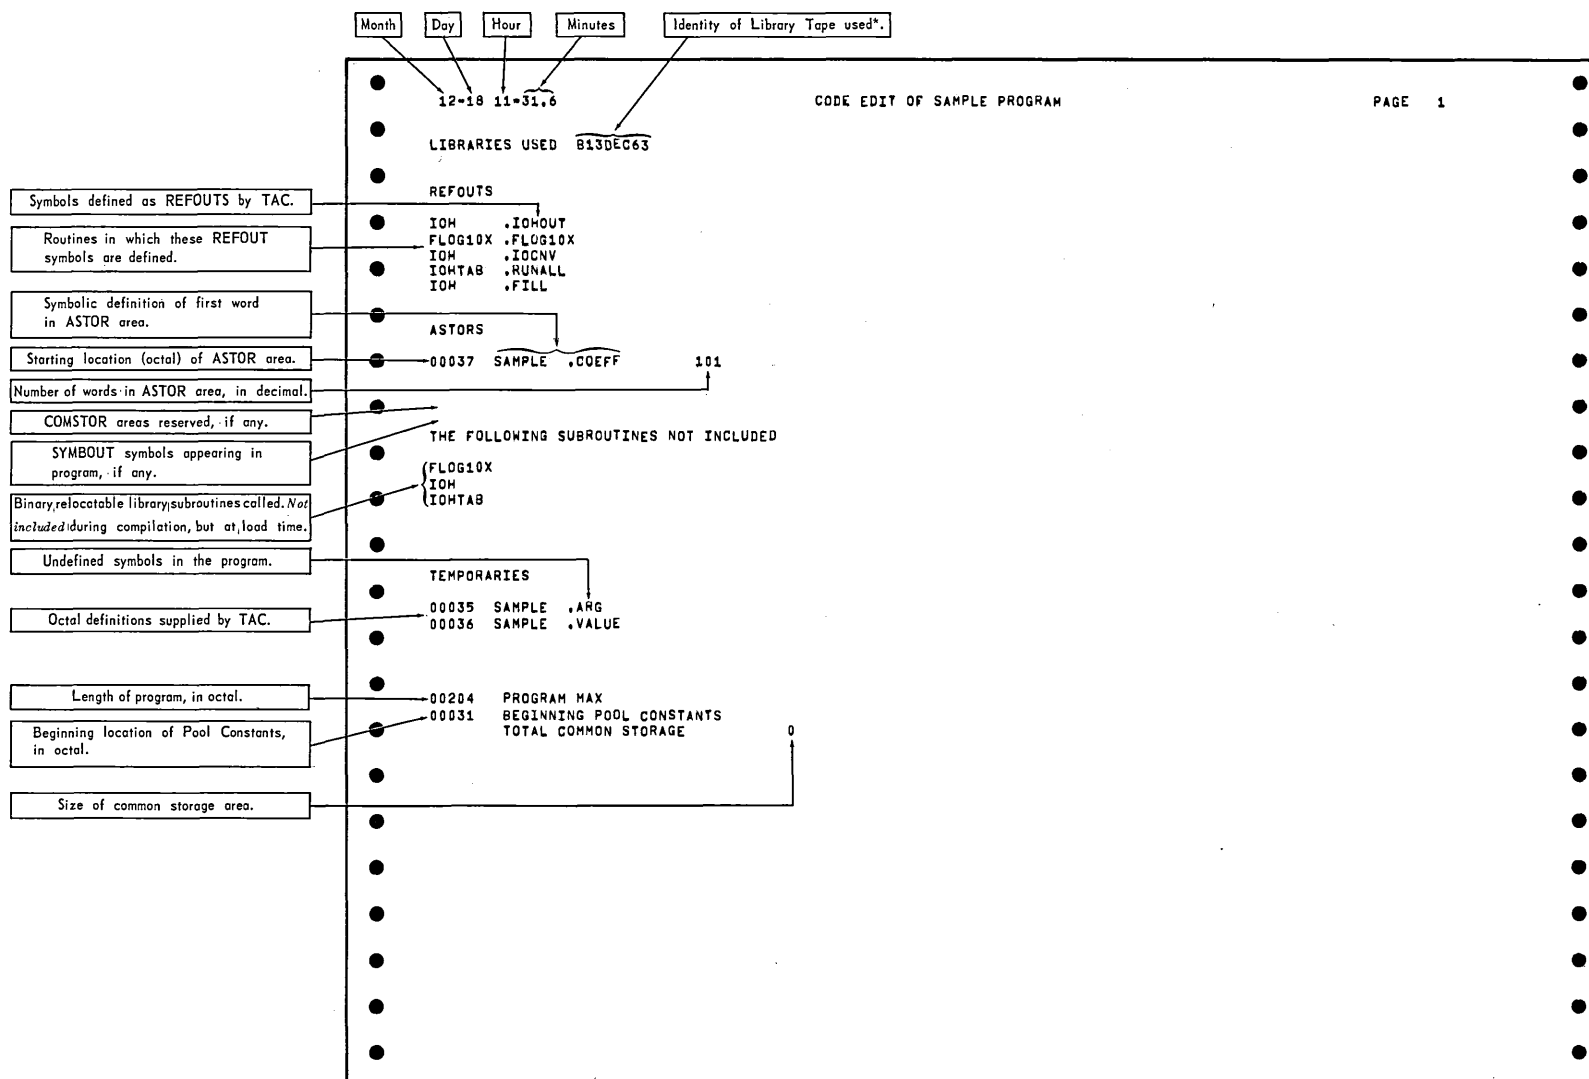 Month Day Hour Minutes Identity of Library Tape used*.
12-18 11-31.6 CODE EDIT OF SAMPLE PROGRAM PAGE 1
LIBRARIES USED B13DEC63
REFOUTS
Symbols defined as REFOUTS by TAC.
IOH .IOHOUT
Routines in which these REFOUT
symbols are defined.
FLOG10X .FLOG10X
IOH .IOCNV
IOHTAB .RUNALL
IOH .FILL
Symbolic definition of first word
in ASTOR area.
ASTORS
Starting location (octal) of ASTOR area.
00037 SAMPLE .COEFF 101
Number of words in ASTOR area, in decimal.
COMSTOR areas reserved, if any.
THE FOLLOWING SUBROUTINES NOT INCLUDED
SYMBOUT symbols appearing in
program, if any.
FLOG10X
IOH
IOHTAB
Binary, relocatable library subroutines called. Not
included during compilation, but at load time.
Undefined symbols in the program.
TEMPORARIES
00035 SAMPLE .ARG
Octal definitions supplied by TAC.
00036 SAMPLE .VALUE
Length of program, in octal.
00204 PROGRAM MAX
00031 BEGINNING POOL CONSTANTS
Beginning location of Pool Constants,
in octal.
TOTAL COMMON STORAGE 0
Size of common storage area.